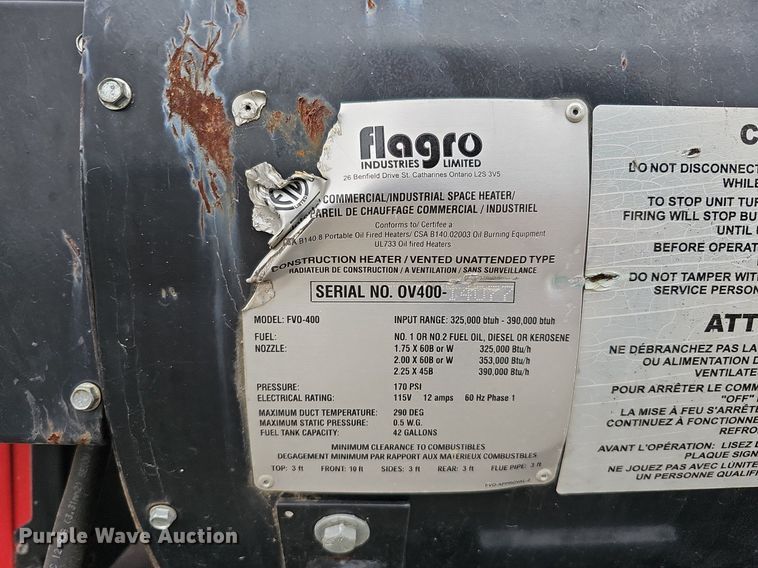 flagro
INDUSTRIES LIMITED
26 Benfield Drive St. Catharines Ontario L2S 3V5
COMMERCIAL/INDUSTRIAL SPACE HEATER/
PAREIL DE CHAUFFAGE COMMERCIAL / INDUSTRIEL
Conforms to/ Certifee a
B140 8 Portable Oil Fired Heaters/ CSA B140 02003 Oil Burning Equipment
UL733 Oil fired Heaters
CONSTRUCTION HEATER / VENTED UNATTENDED TYPE
RADIATEUR DE CONSTRUCTION / A VENTILATION / SANS SURVEILLANCE
SERIAL NO. OV400-
MODEL: FVO-400 INPUT RANGE: 325,000 btuh - 390,000 btuh
FUEL: NO. 1 OR NO.2 FUEL OIL, DIESEL OR KEROSENE
NOZZLE: 1.75 X 60B or W 325,000 Btu/h
2.00 X 60B or W 353,000 Btu/h
2.25 X 45B 390,000 Btu/h
PRESSURE: 170 PSI
ELECTRICAL RATING: 115V 12 amps 60 Hz Phase 1
MAXIMUM DUCT TEMPERATURE: 290 DEG
MAXIMUM STATIC PRESSURE: 0.5 W.G.
FUEL TANK CAPACITY: 42 GALLONS
MINIMUM CLEARANCE TO COMBUSTIBLES
DEGAGEMENT MINIMUM PAR RAPPORT AUX MATERIEUX COMBUSTIBLES
TOP: 3 ft FRONT: 10 ft SIDES: 3 ft REAR: 3 ft FLUE PIPE: 3 ft
FVO-APPROVAL-2
DO NOT DISCONNECT
WHILE
TO STOP UNIT TUR
FIRING WILL STOP BU
UNTIL U
BEFORE OPERAT
DO NOT TAMPER WIT
SERVICE PERSON
ATT
NE DÉBRANCHEZ PAS LA
OU ALIMENTATION D
VENTILATE
POUR ARRÊTER LE COMM
"OFF"
LA MISE À FEU S'ARRÊTE
CONTINUEZ À FONCTIONNE
REFRO
AVANT L'OPÉRATION: LISEZ L
PLAQUE SIGN
NE JOUEZ PAS AVEC L'UNITÉ
UN PERSONNE QUALIF
Purple Wave Auction